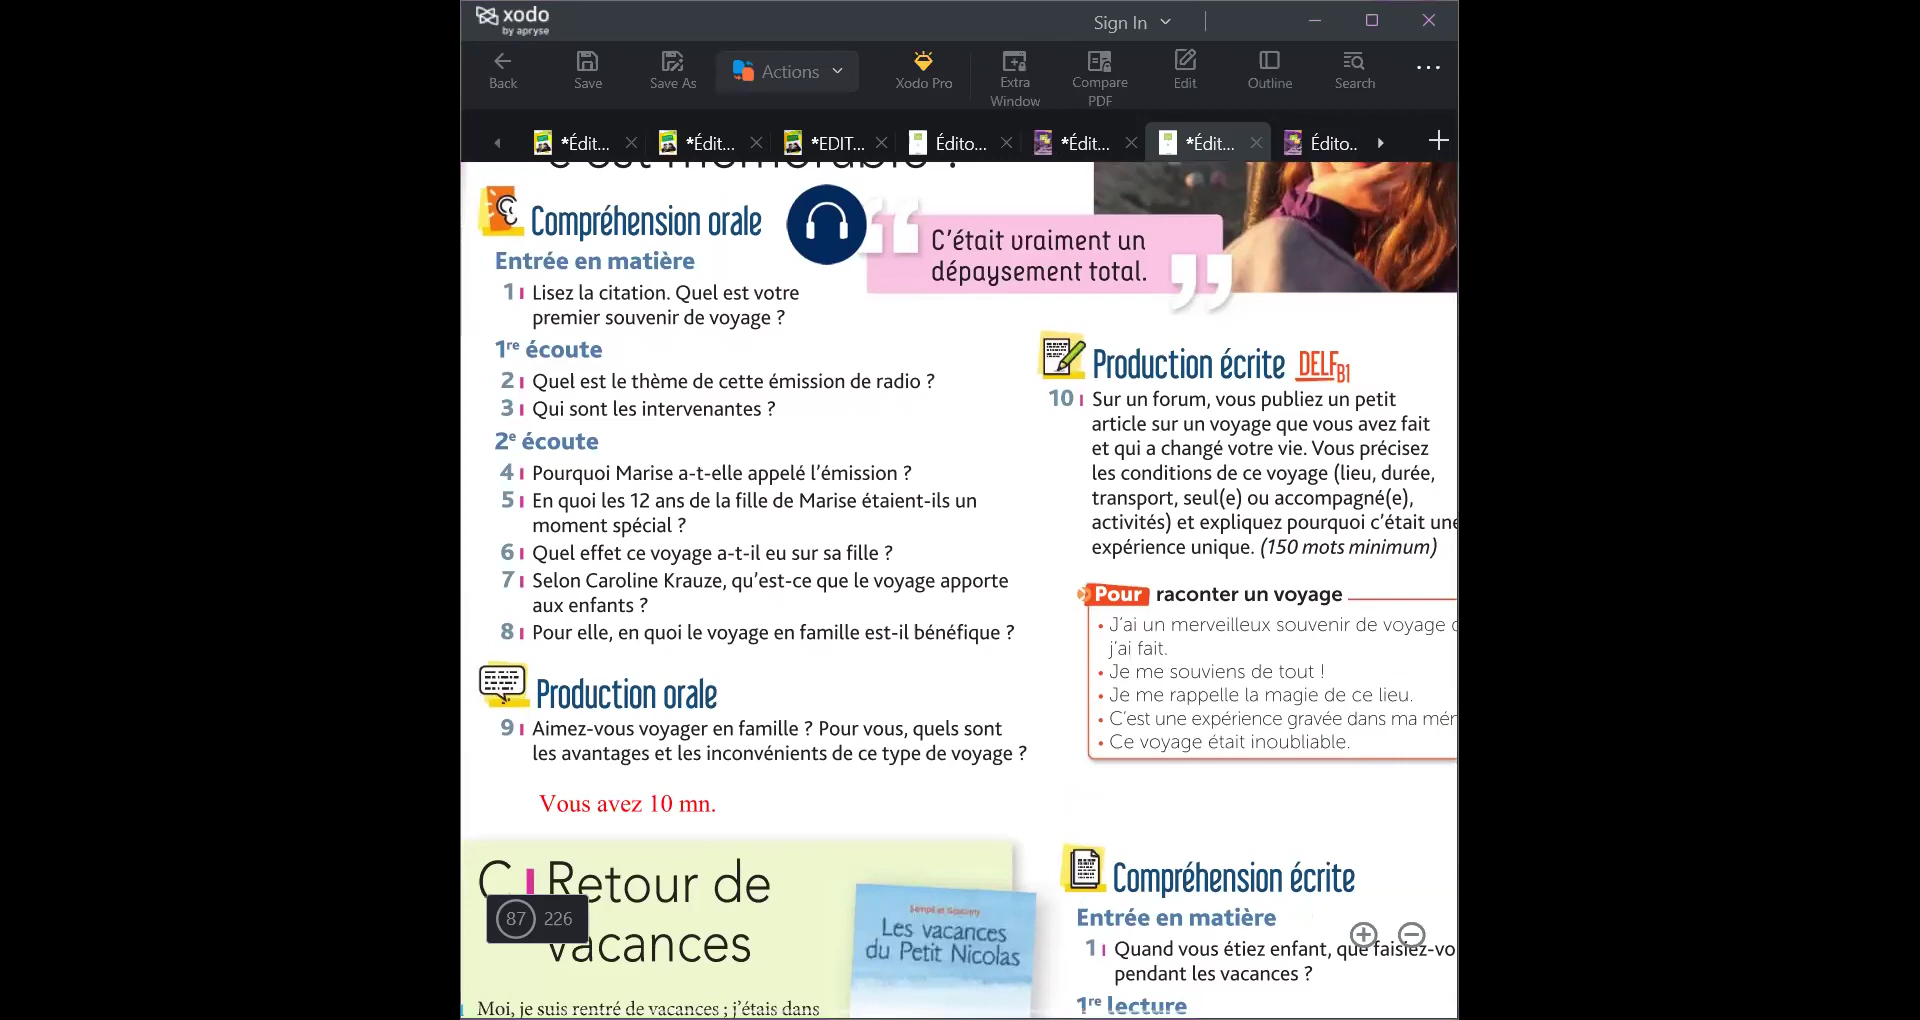 xodo
by apryse
Sign In
Back
Save
Save As
Actions
Xodo Pro
Extra
Window
Compare
PDF
Edit
Outline
Search
*Édit...
*Édit...
*EDIT...
Édito...
*Édit...
*Édit...
Édito..
Compréhension orale
Entrée en matière
1 Lisez la citation. Quel est votre
premier souvenir de voyage ?
1re écoute
2 Quel est le thème de cette émission de radio ?
3 Qui sont les intervenantes ?
2e écoute
4 Pourquoi Marise a-t-elle appelé l'émission ?
5 En quoi les 12 ans de la fille de Marise étaient-ils un
moment spécial ?
6 Quel effet ce voyage a-t-il eu sur sa fille ?
7 Selon Caroline Krauze, qu'est-ce que le voyage apporte
aux enfants ?
8 Pour elle, en quoi le voyage en famille est-il bénéfique ?
Production orale
9 Aimez-vous voyager en famille ? Pour vous, quels sont
les avantages et les inconvénients de ce type de voyage ?
Vous avez 10 mn.
“ C'était vraiment un
dépaysement total. ”
Production écrite DELF B1
10 Sur un forum, vous publiez un petit
article sur un voyage que vous avez fait
et qui a changé votre vie. Vous précisez
les conditions de ce voyage (lieu, durée,
transport, seul(e) ou accompagné(e),
activités) et expliquez pourquoi c'était une
expérience unique. (150 mots minimum)
Pour raconter un voyage
• J'ai un merveilleux souvenir de voyage
j'ai fait.
• Je me souviens de tout !
• Je me rappelle la magie de ce lieu.
• C'est une expérience gravée dans ma
• Ce voyage était inoubliable.
C Retour de
vacances
87 226
Sempé et Goscinny
Les vacances
du Petit Nicolas
Moi, je suis rentré de vacances ; j'étais dans
Compréhension écrite
Entrée en matière
1 Quand vous étiez enfant, que faisiez-vo
pendant les vacances ?
1re lecture